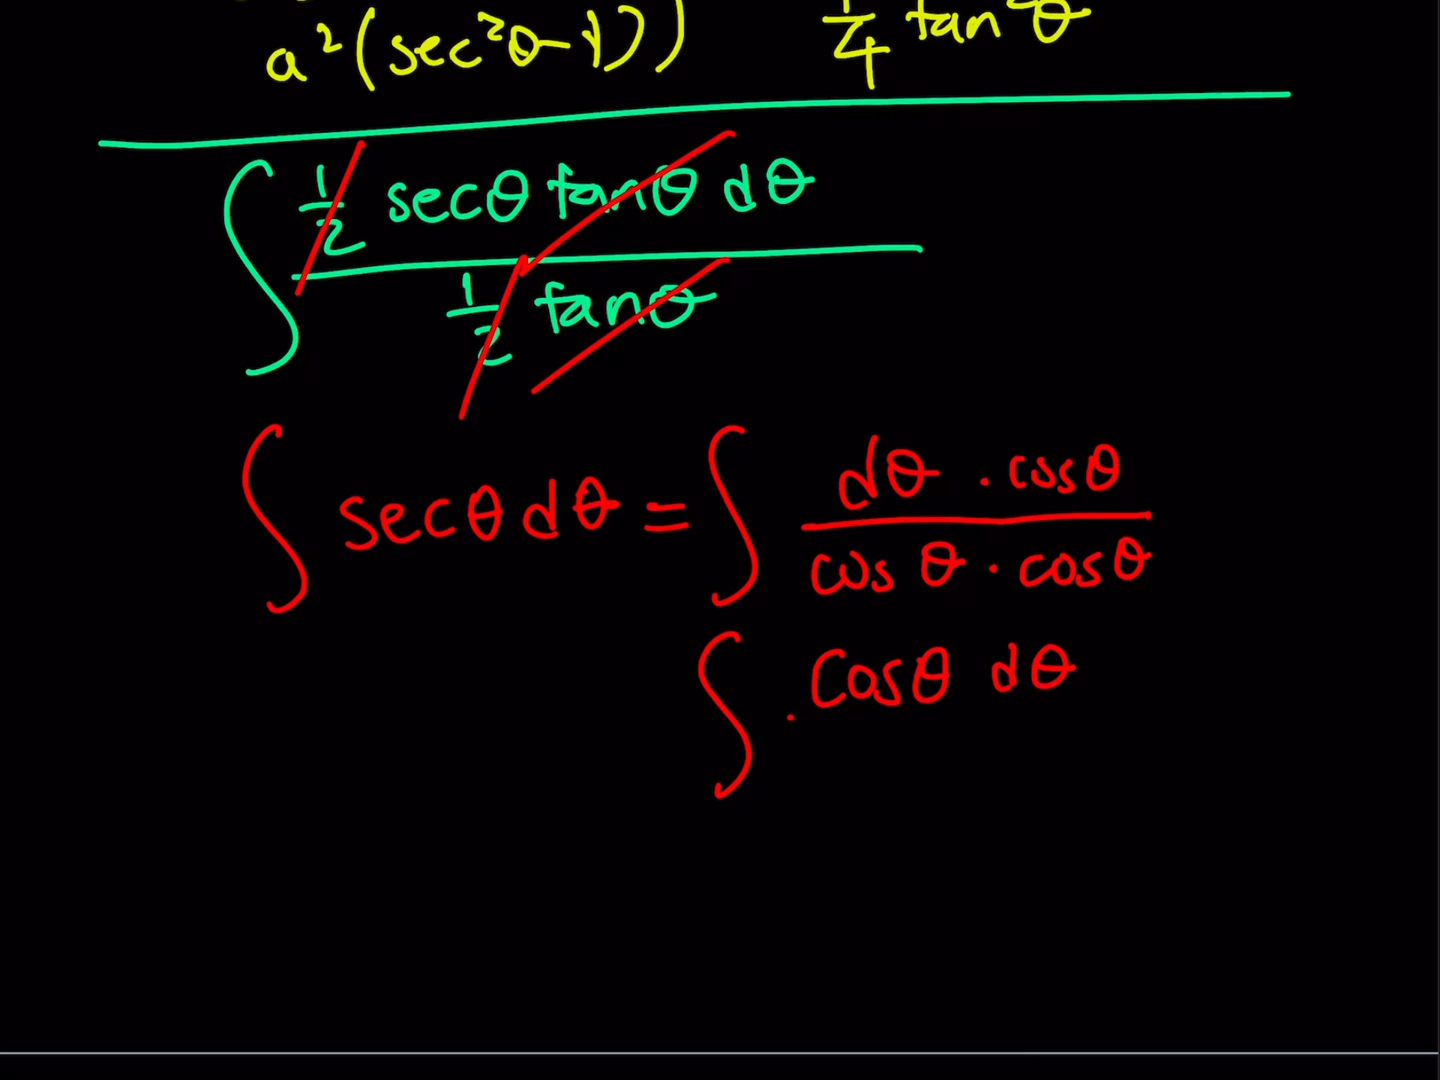 a²(sec²θ-1)) 1/4 tan²θ
∫ 1/2 secθ tanθ dθ
1/2 tanθ
∫ secθ dθ = ∫ dθ . cosθ
cos θ . cosθ
∫ . cosθ dθ